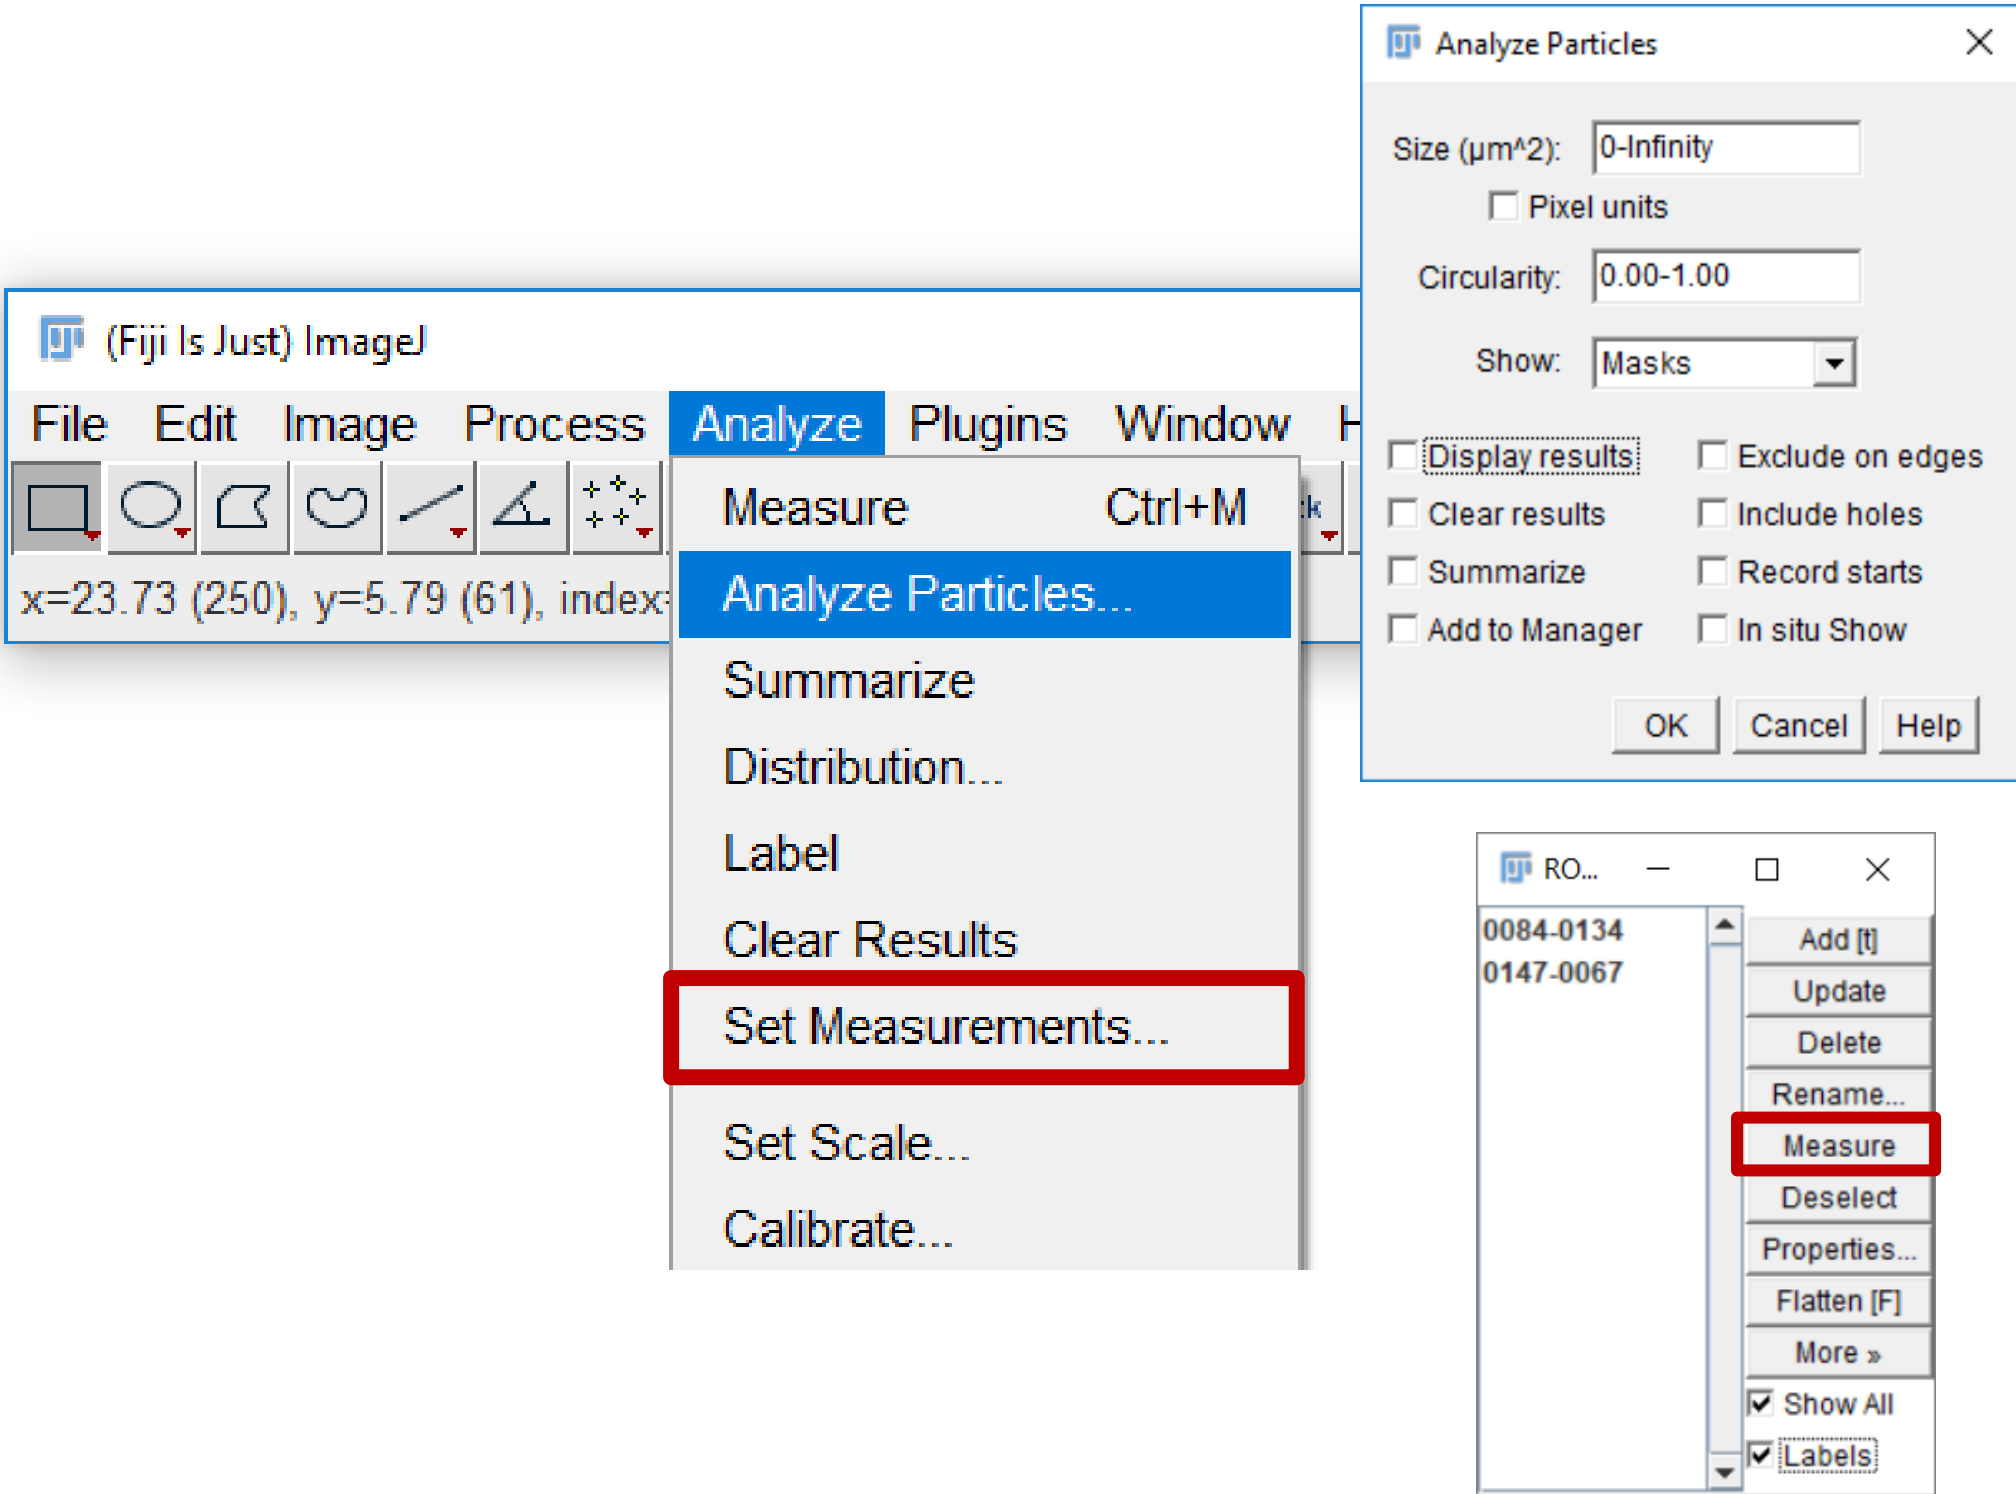 (Fiji Is Just) ImageJ
File Edit Image Process Analyze Plugins Window H
x=23.73 (250), y=5.79 (61), index=
Measure Ctrl+M
Analyze Particles...
Summarize
Distribution...
Label
Clear Results
Set Measurements...
Set Scale...
Calibrate...
Analyze Particles
Size (µm^2): 0-Infinity
Pixel units
Circularity: 0.00-1.00
Show: Masks
Display results Exclude on edges
Clear results Include holes
Summarize Record starts
Add to Manager In situ Show
OK Cancel Help
RO...
0084-0134
0147-0067
Add [t]
Update
Delete
Rename...
Measure
Deselect
Properties...
Flatten [F]
More »
Show All
Labels